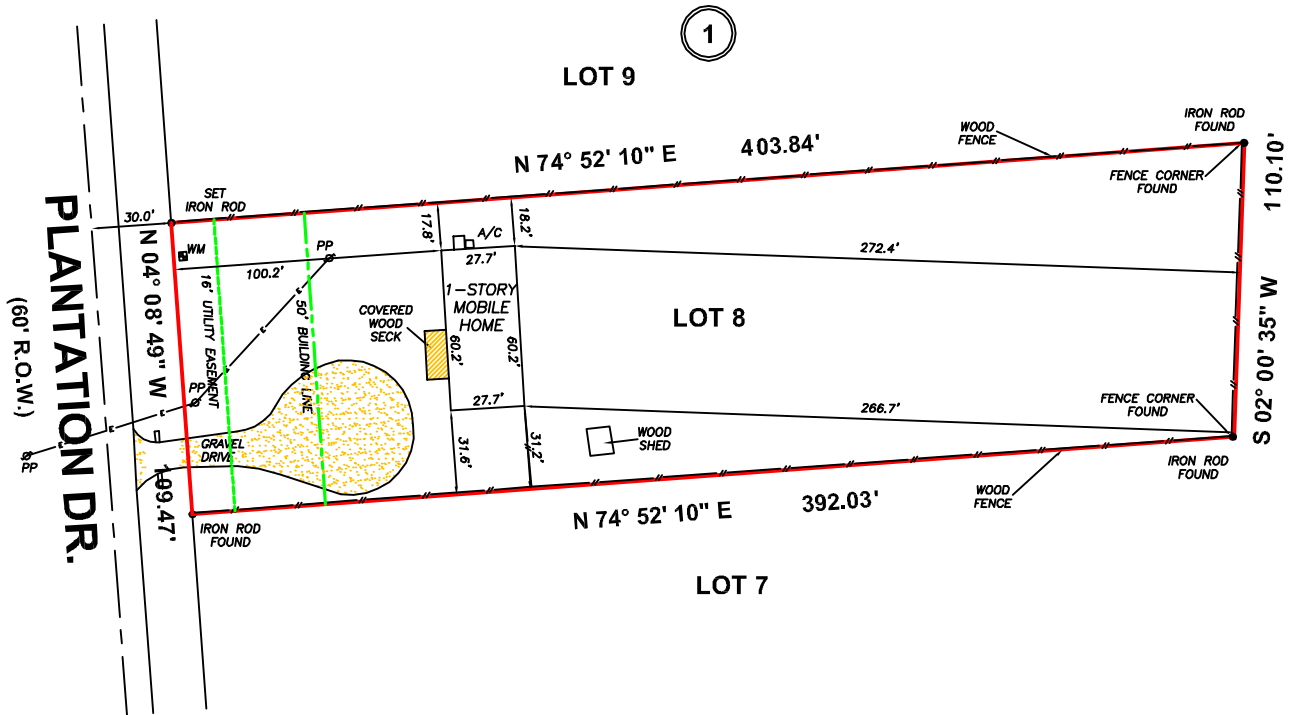 1
LOT 9
IRON ROD
FOUND
WOOD
FENCE
N 74° 52' 10" E
403.84'
FENCE CORNER
FOUND
110.10'
SET
IRON ROD
30.0'
PLANTATION DR.
(60' R.O.W.)
N 04° 08' 49" W
109.47'
WM
100.2'
PP
17.8'
18.2'
A/C
27.7'
272.4'
16' UTILITY EASEMENT
50' BUILDING LINE
1-STORY
MOBILE
HOME
COVERED
WOOD
SECK
60.2'
60.2'
LOT 8
S 02° 00' 35" W
PP
27.7'
266.7'
FENCE CORNER
FOUND
GRAVEL
DRIVE
31.6'
31.2'
WOOD
SHED
PP
IRON ROD
FOUND
IRON ROD
FOUND
N 74° 52' 10" E
392.03'
WOOD
FENCE
LOT 7